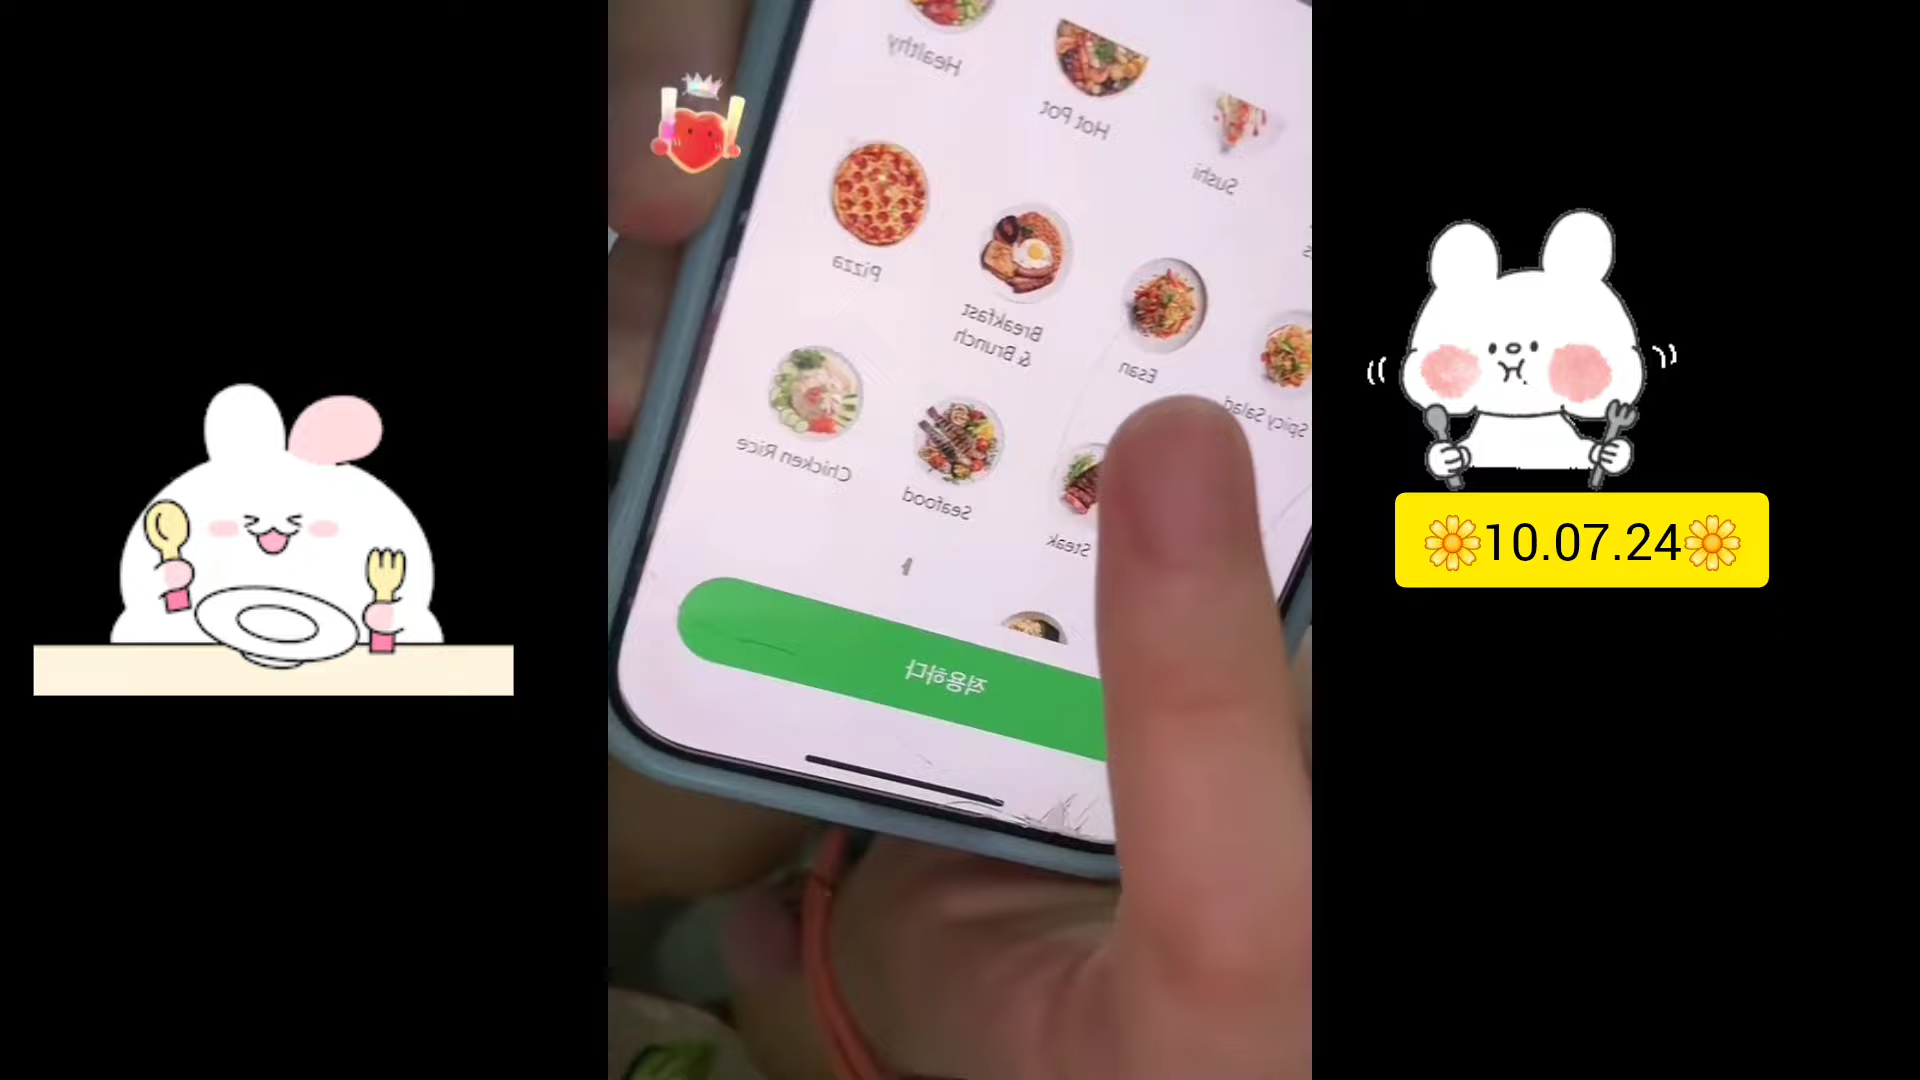 Healthy
Hot Pot
Sushi
Pizza
Breakfast
& Brunch
Esan
Spicy Salad
Chicken Rice
Seafood
Steak
적용하다
10.07.24